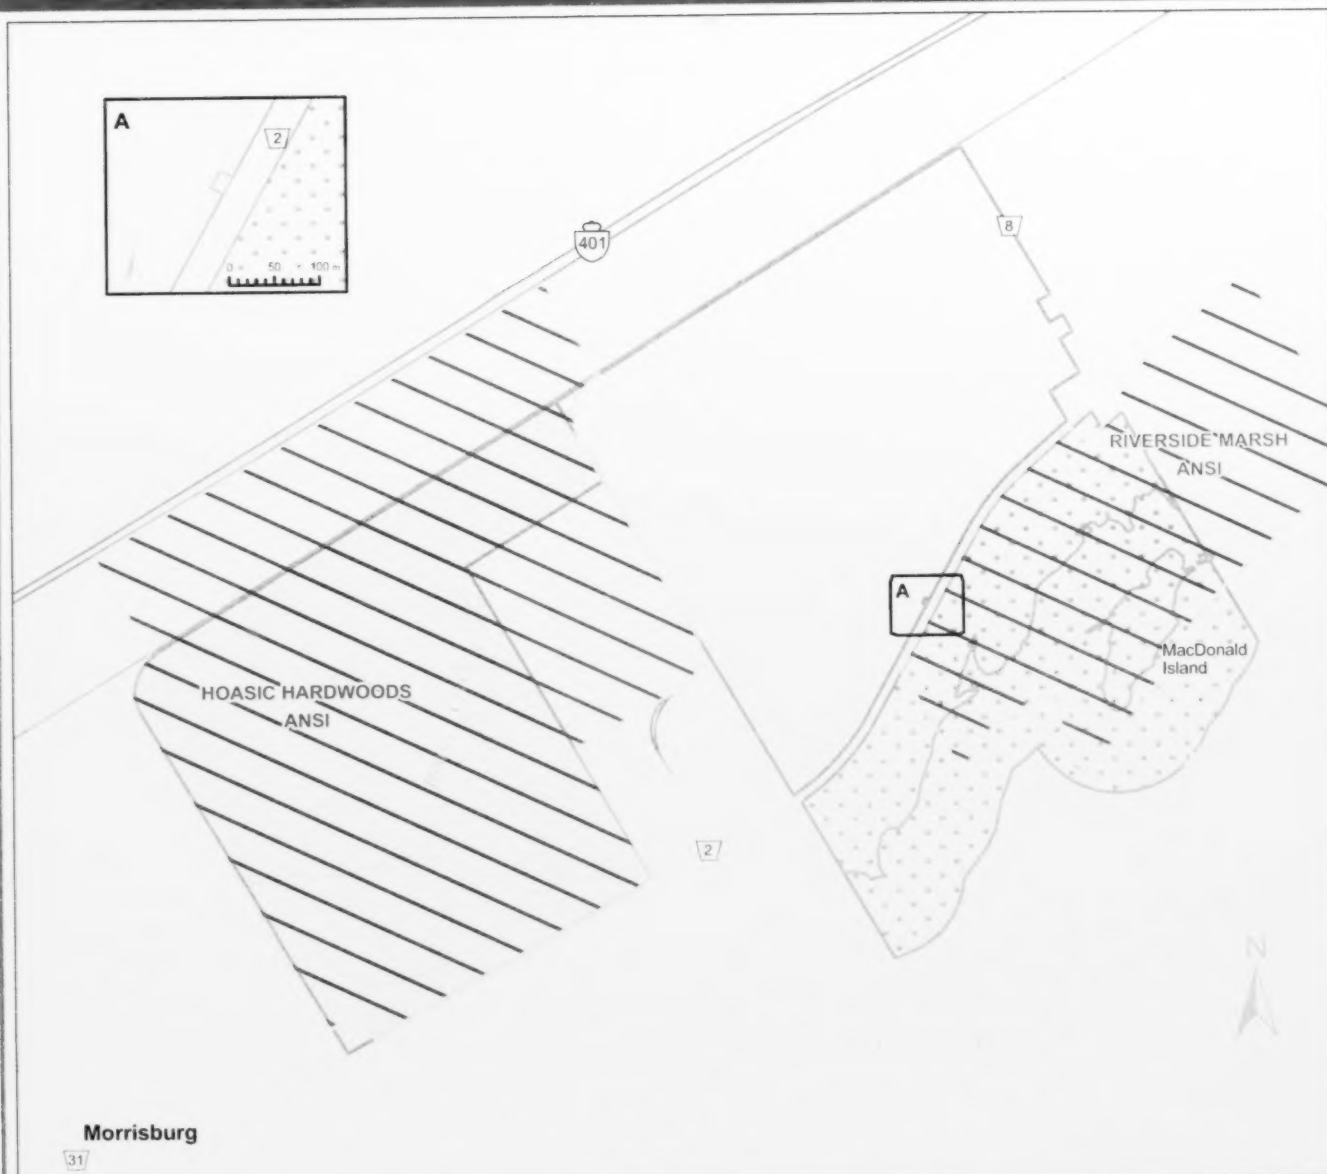 A
2
0
50
100 m
401
8
RIVERSIDE MARSH
ANSI
A
MacDonald
Island
HOASIC HARDWOODS
ANSI
2
N
Morrisburg
31